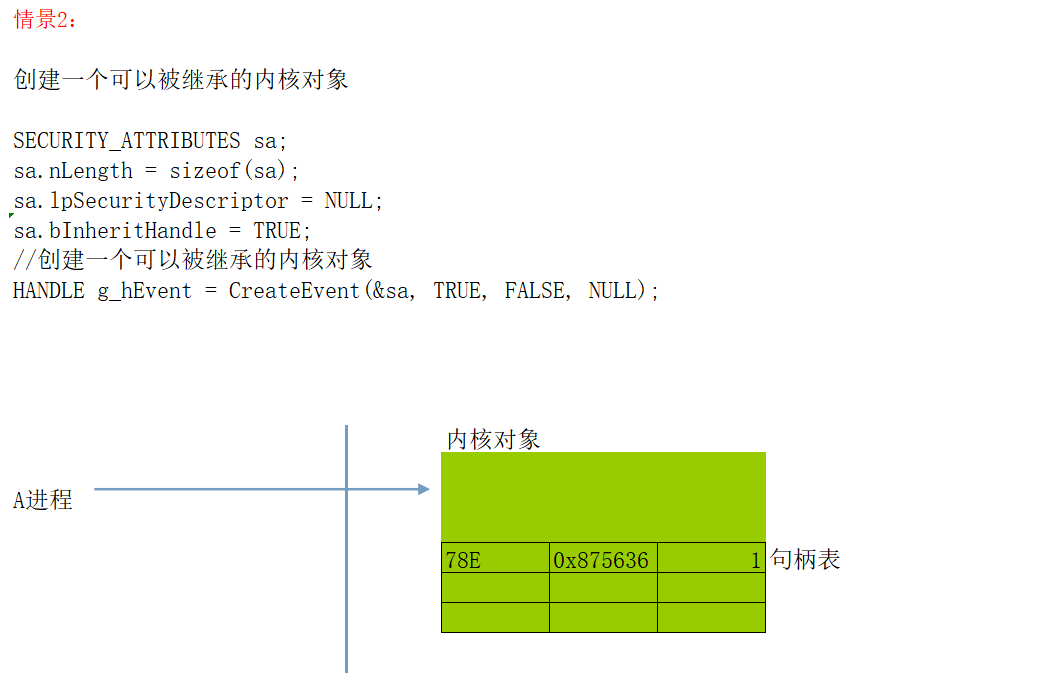 情景2：
创建一个可以被继承的内核对象
SECURITY_ATTRIBUTES sa;
sa.nLength = sizeof(sa);
sa.lpSecurityDescriptor = NULL;
sa.bInheritHandle = TRUE;
//创建一个可以被继承的内核对象
HANDLE g_hEvent = CreateEvent(&sa, TRUE, FALSE, NULL);
内核对象
A进程
78E 0x875636 1 句柄表